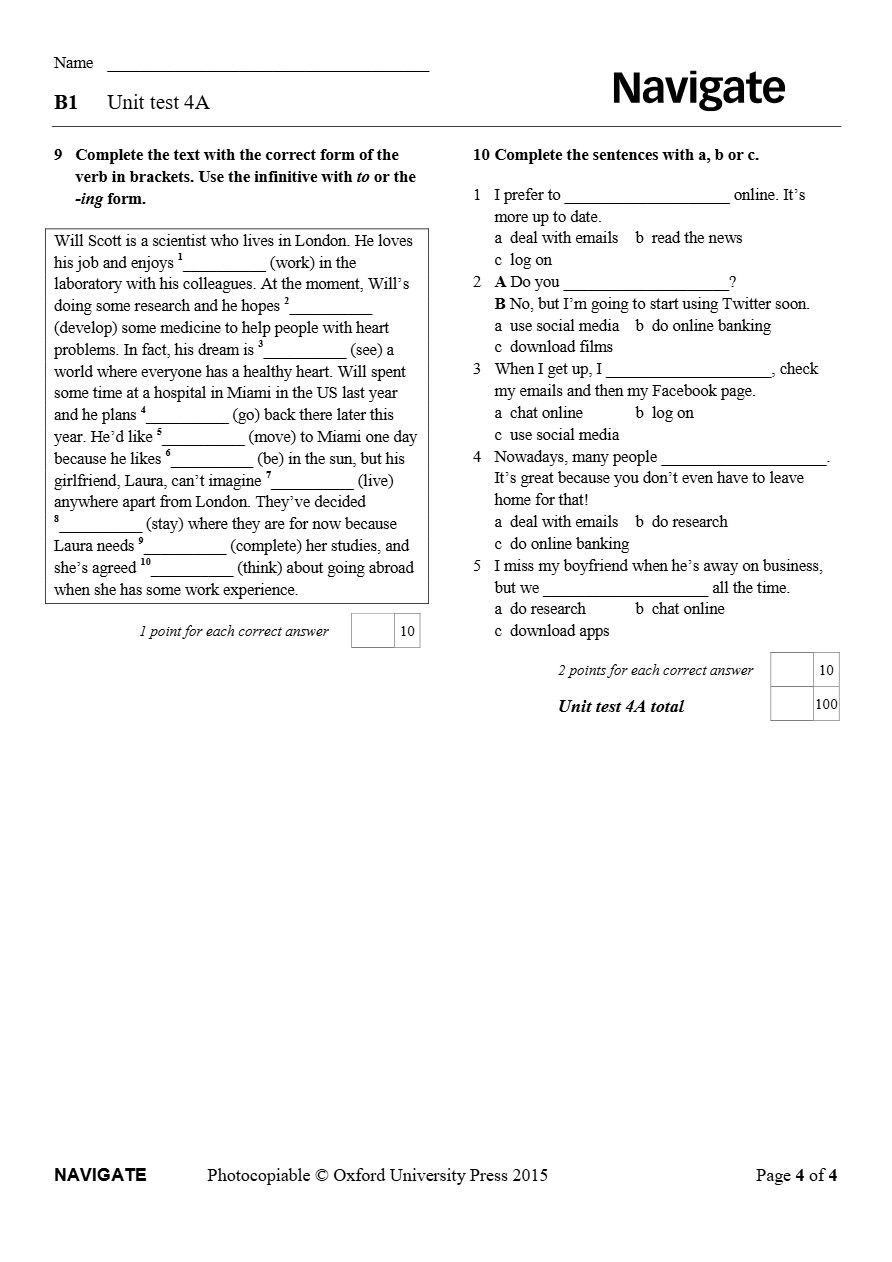 Name ____________________
Navigate
B1 Unit test 4A
9 Complete the text with the correct form of the
verb in brackets. Use the infinitive with to or the
-ing form.
Will Scott is a scientist who lives in London. He loves
his job and enjoys 1__________ (work) in the
laboratory with his colleagues. At the moment, Will’s
doing some research and he hopes 2__________
(develop) some medicine to help people with heart
problems. In fact, his dream is 3__________ (see) a
world where everyone has a healthy heart. Will spent
some time at a hospital in Miami in the US last year
and he plans 4__________ (go) back there later this
year. He’d like 5__________ (move) to Miami one day
because he likes 6__________ (be) in the sun, but his
girlfriend, Laura, can’t imagine 7__________ (live)
anywhere apart from London. They’ve decided
8__________ (stay) where they are for now because
Laura needs 9__________ (complete) her studies, and
she’s agreed 10__________ (think) about going abroad
when she has some work experience.
1 point for each correct answer 10
10 Complete the sentences with a, b or c.
1 I prefer to ____________________ online. It’s
more up to date.
a deal with emails b read the news
c log on
2 A Do you ____________________?
B No, but I’m going to start using Twitter soon.
a use social media b do online banking
c download films
3 When I get up, I ____________________, check
my emails and then my Facebook page.
a chat online b log on
c use social media
4 Nowadays, many people ____________________.
It’s great because you don’t even have to leave
home for that!
a deal with emails b do research
c do online banking
5 I miss my boyfriend when he’s away on business,
but we ____________________ all the time.
a do research b chat online
c download apps
2 points for each correct answer 10
Unit test 4A total 100
NAVIGATE Photocopiable © Oxford University Press 2015 Page 4 of 4